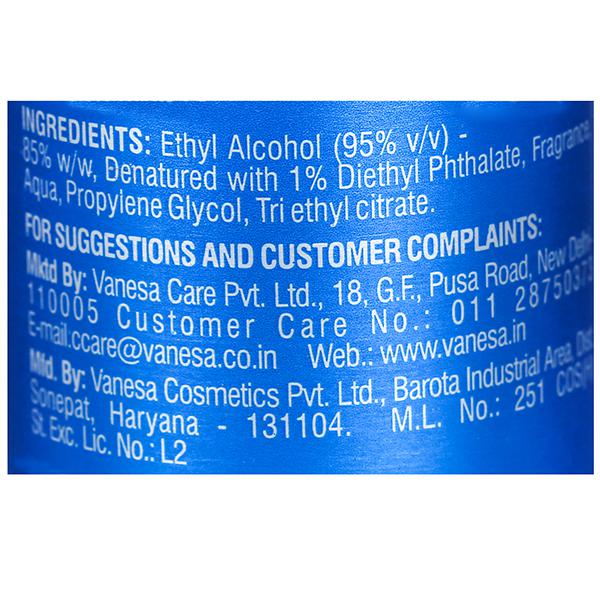 INGREDIENTS: Ethyl Alcohol (95% v/v) -
85% w/w, Denatured with 1% Diethyl Phthalate, Fragrance,
Aqua, Propylene Glycol, Tri ethyl citrate.
FOR SUGGESTIONS AND CUSTOMER COMPLAINTS:
Mktd By: Vanesa Care Pvt. Ltd., 18, G.F., Pusa Road, New Delhi-
110005 Customer Care No.: 011 28750373
E-mail.ccare@vanesa.co.in Web.: www.vanesa.in
Mfd. By: Vanesa Cosmetics Pvt. Ltd., Barota Industrial Area, Dist.
Sonepat, Haryana - 131104. M.L. No.: 251
St. Exc. Lic. No.: L2